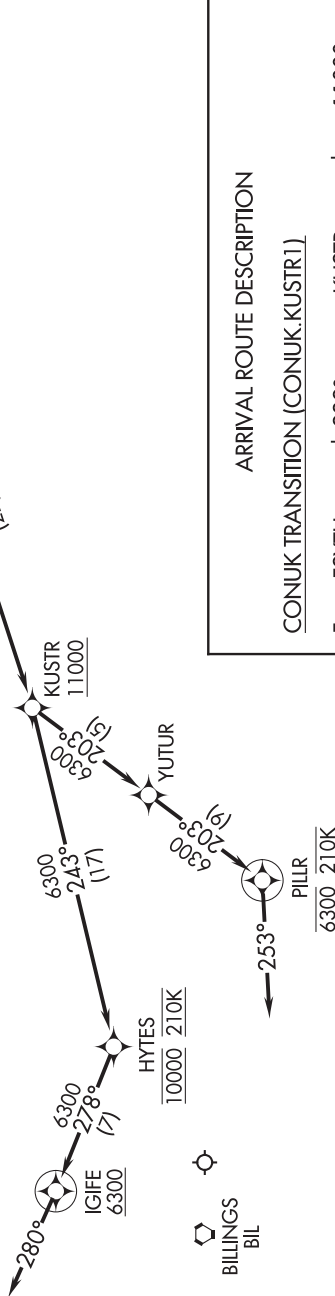 KUSTR
11000
6300
203°
(5)
YUTUR
6300
203°
(9)
PILLR
6300 210K
253°
6300
243°
(17)
HYTES
10000 210K
6300
278°
(7)
IGIFE
6300
280°
BILLINGS
BIL
ARRIVAL ROUTE DESCRIPTION
CONUK TRANSITION (CONUK.KUSTR1)